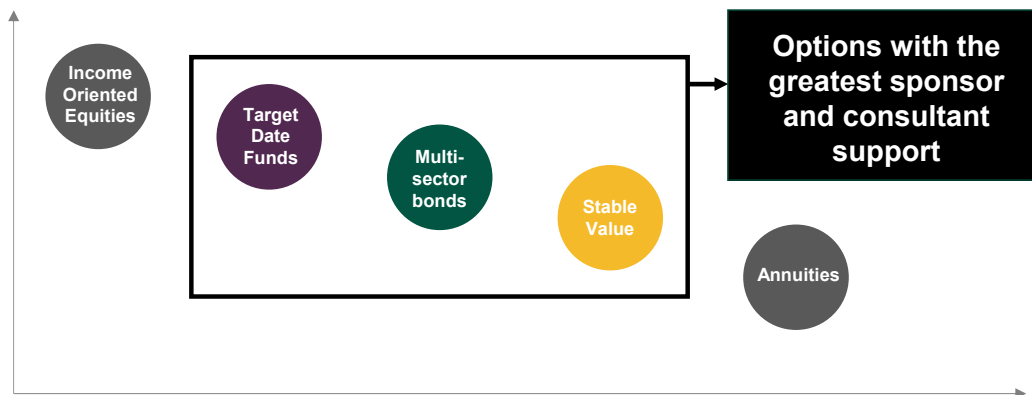 Income
Oriented
Equities
Target
Date
Funds
Multi-
sector
bonds
Stable
Value
Annuities
Options with the
greatest sponsor
and consultant
support